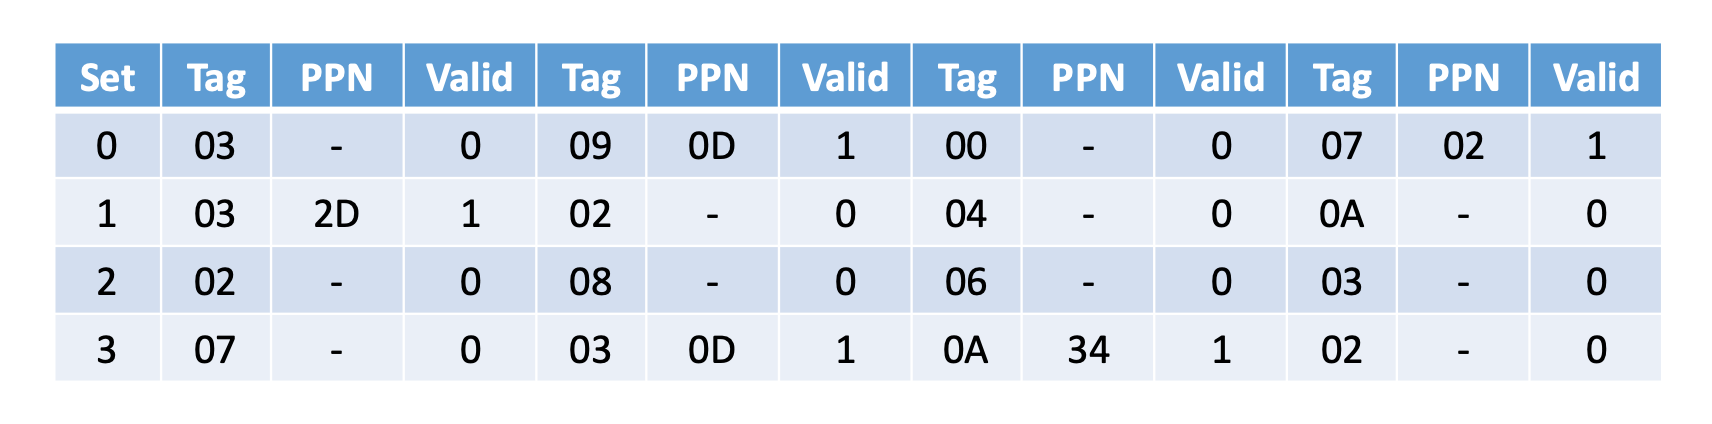 Set Tag PPN Valid Tag PPN Valid Tag PPN Valid Tag PPN Valid
0 03 - 0 09 0D 1 00 - 0 07 02 1
1 03 2D 1 02 - 0 04 - 0 0A - 0
2 02 - 0 08 - 0 06 - 0 03 - 0
3 07 - 0 03 0D 1 0A 34 1 02 - 0